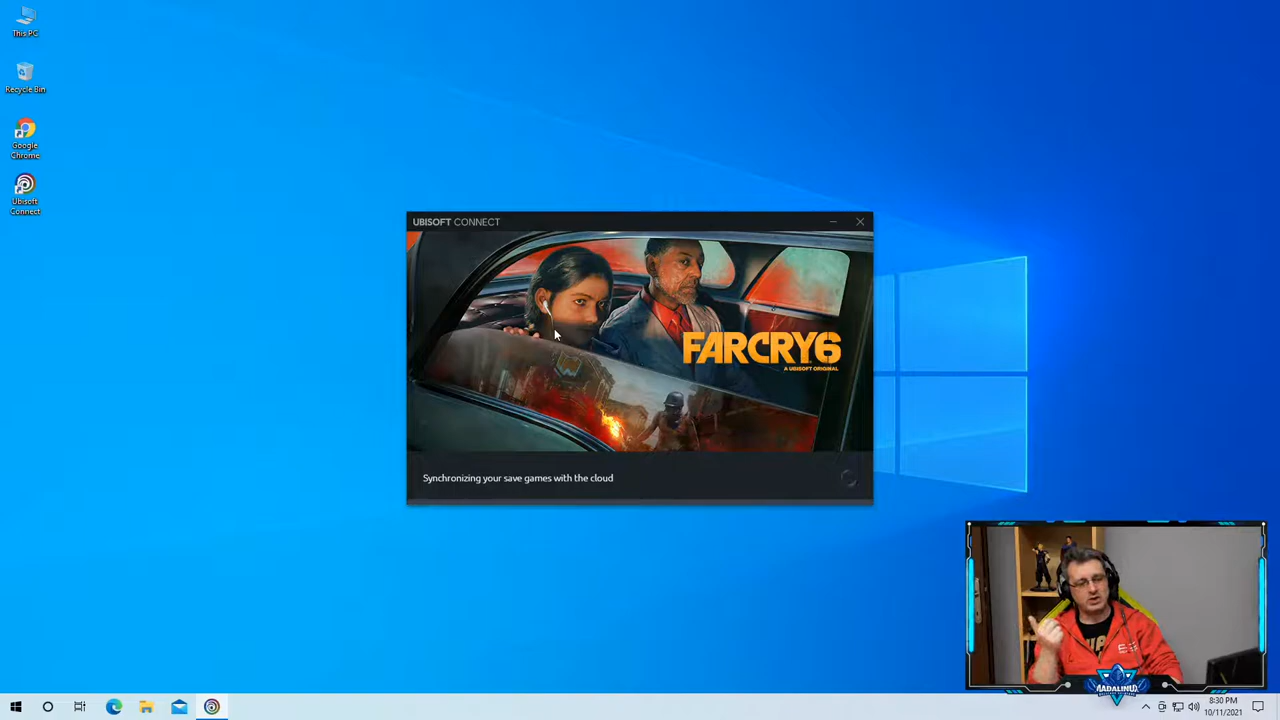 This PC
Recycle Bin
Google
Chrome
Ubisoft
Connect
UBISOFT CONNECT
FARCRY6
A UBISOFT ORIGINAL
Synchronizing your save games with the cloud
8:30 PM
10/11/2021